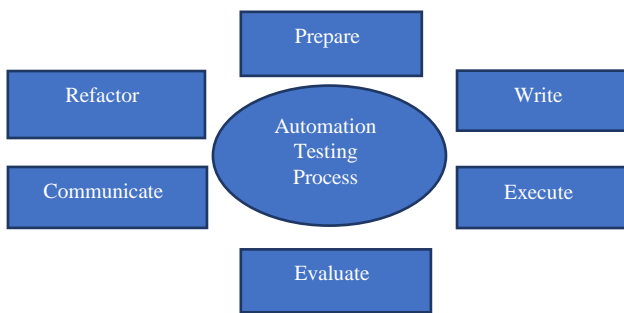 Prepare
Refactor
Write
Automation
Testing
Process
Communicate
Execute
Evaluate